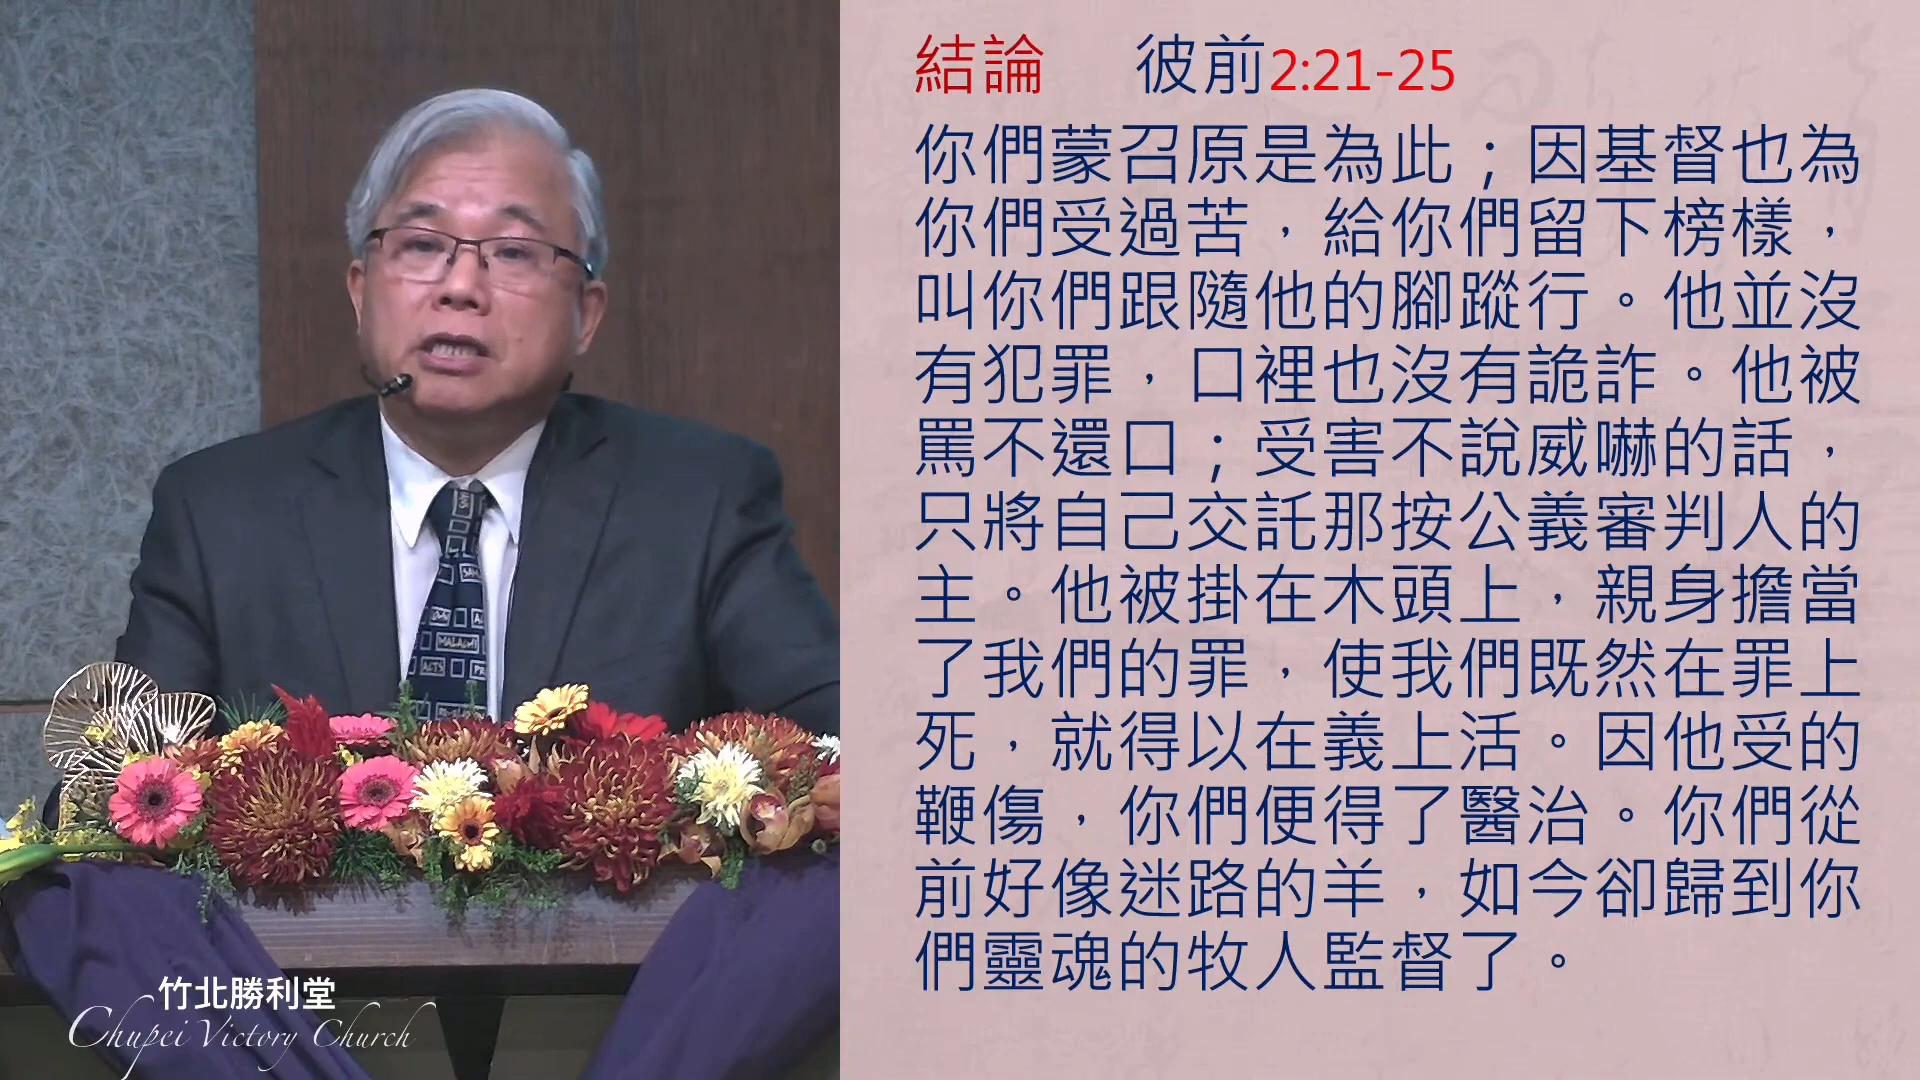 結論 彼前2:21-25
你們蒙召原是為此；因基督也為
你們受過苦，給你們留下榜樣，
叫你們跟隨他的腳蹤行。他並沒
有犯罪，口裡也沒有詭詐。他被
罵不還口；受害不說威嚇的話，
只將自己交託那按公義審判人的
主。他被掛在木頭上，親身擔當
了我們的罪，使我們既然在罪上
死，就得以在義上活。因他受的
鞭傷，你們便得了醫治。你們從
前好像迷路的羊，如今卻歸到你
們靈魂的牧人監督了。
MALACHI
ACTS
竹北勝利堂
Chupei Victory Church